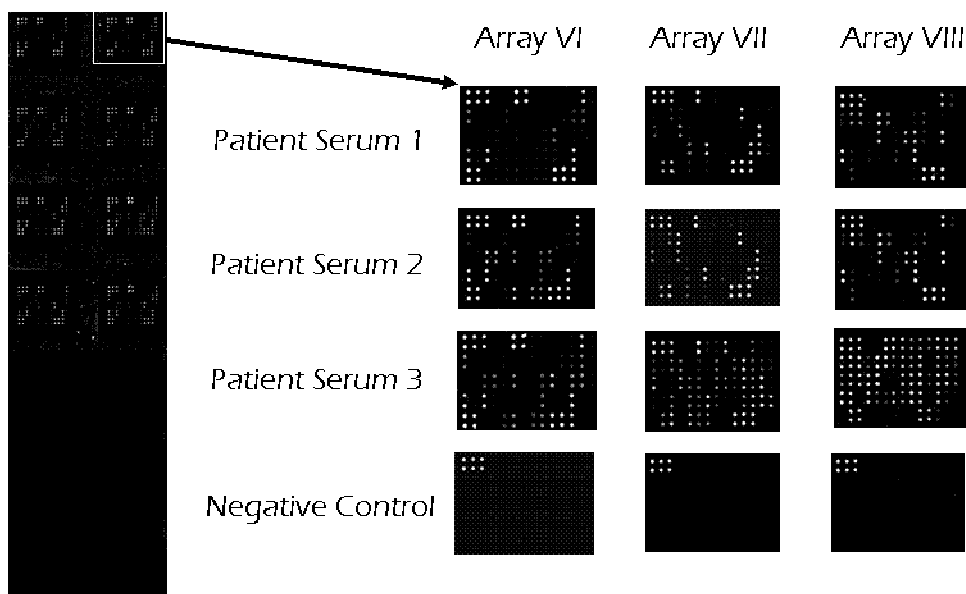 Array VI Array VII Array VIII
Patient Serum 1
Patient Serum 2
Patient Serum 3
Negative Control